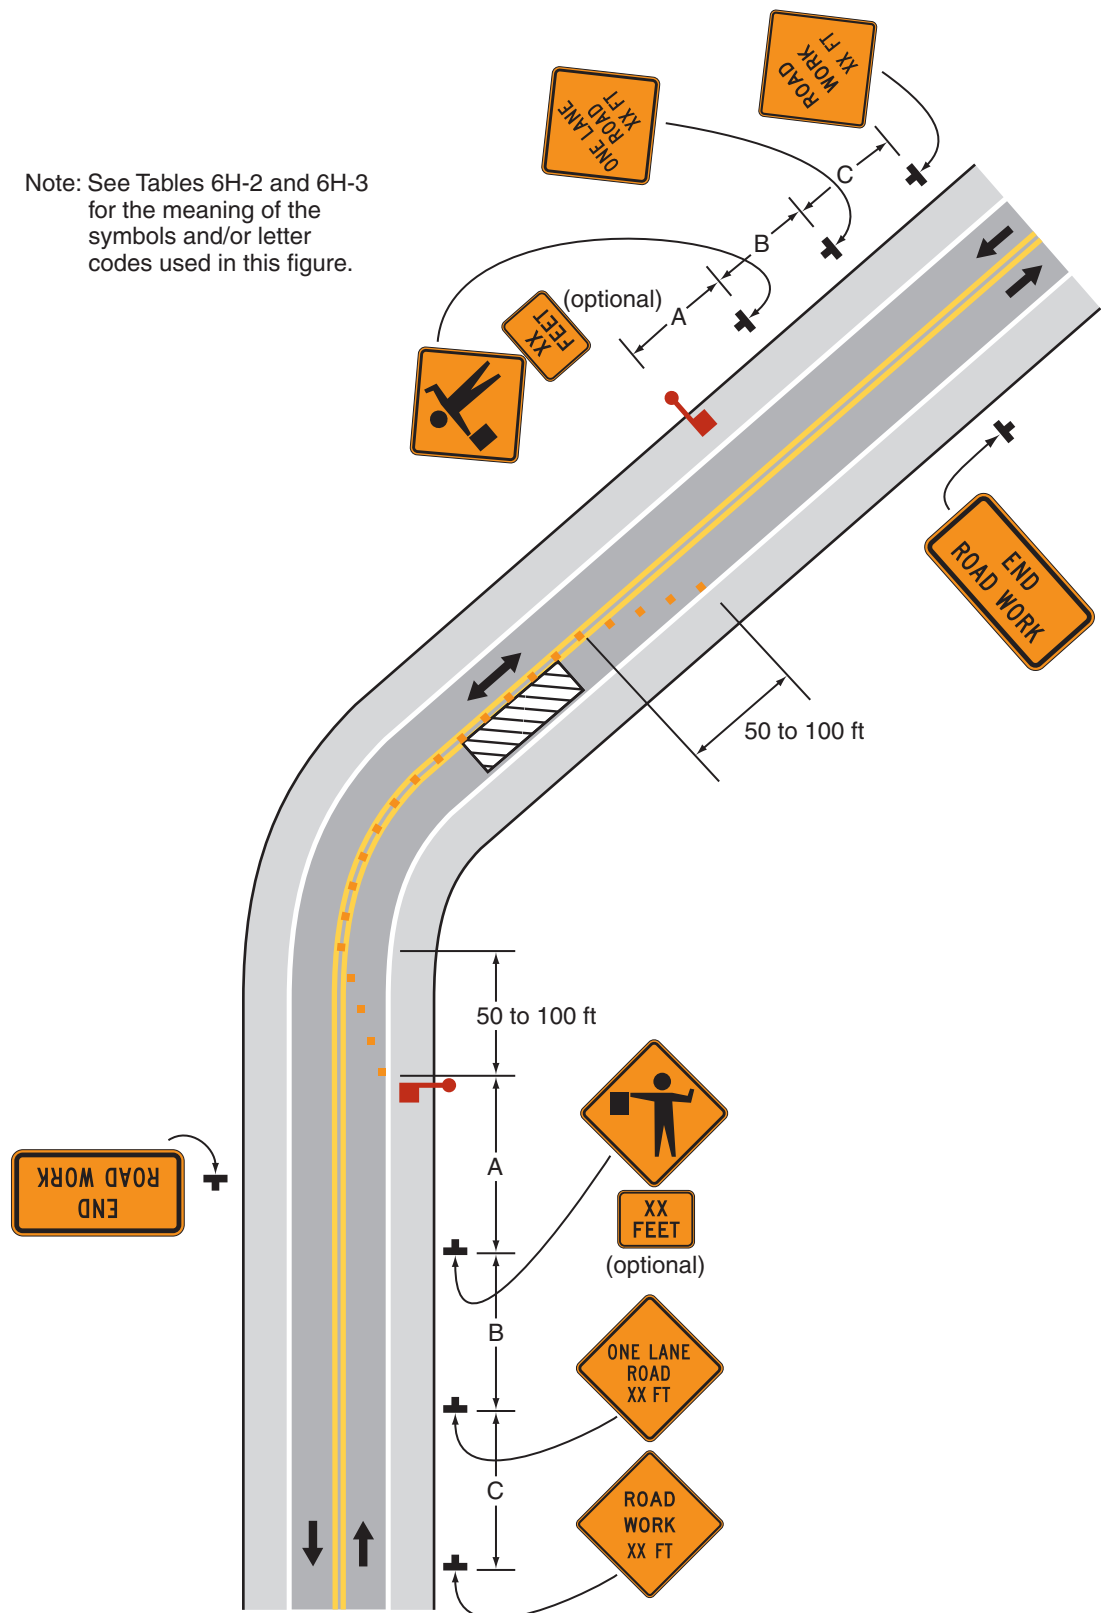 ROAD
WORK
XX FT
ONE LANE
ROAD
XX FT
C
Note: See Tables 6H-2 and 6H-3
for the meaning of the
symbols and/or letter
codes used in this figure.
B
(optional)
A
XX
FEET
END
ROAD WORK
50 to 100 ft
50 to 100 ft
A
END
ROAD WORK
XX
FEET
(optional)
B
ONE LANE
ROAD
XX FT
C
ROAD
WORK
XX FT